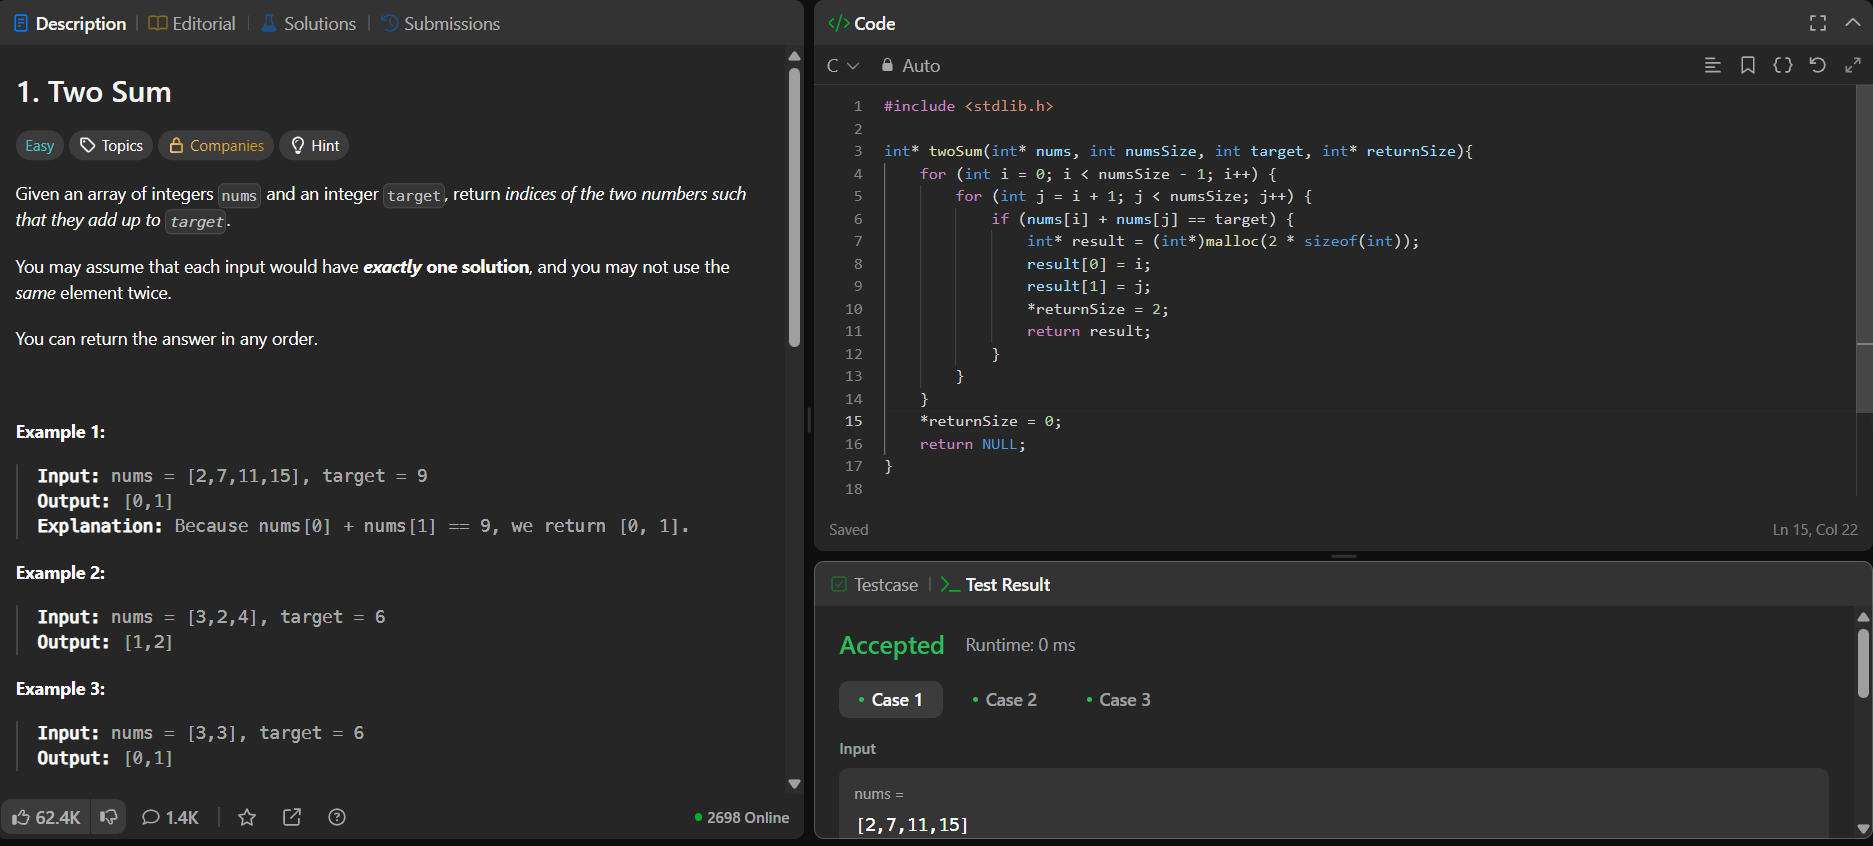 Description | Editorial | Solutions | Submissions
1. Two Sum
Easy Topics Companies Hint
Given an array of integers nums and an integer target, return indices of the two numbers such
that they add up to target.
You may assume that each input would have exactly one solution, and you may not use the
same element twice.
You can return the answer in any order.
Example 1:
Input: nums = [2,7,11,15], target = 9
Output: [0,1]
Explanation: Because nums[0] + nums[1] == 9, we return [0, 1].
Example 2:
Input: nums = [3,2,4], target = 6
Output: [1,2]
Example 3:
Input: nums = [3,3], target = 6
Output: [0,1]
62.4K 1.4K 2698 Online
</> Code
C Auto
1 #include <stdlib.h>
2
3 int* twoSum(int* nums, int numsSize, int target, int* returnSize){
4     for (int i = 0; i < numsSize - 1; i++) {
5         for (int j = i + 1; j < numsSize; j++) {
6             if (nums[i] + nums[j] == target) {
7                 int* result = (int*)malloc(2 * sizeof(int));
8                 result[0] = i;
9                 result[1] = j;
10                 *returnSize = 2;
11                 return result;
12             }
13         }
14     }
15     *returnSize = 0;
16     return NULL;
17 }
18
Saved Ln 15, Col 22
Testcase | >_ Test Result
Accepted Runtime: 0 ms
• Case 1 • Case 2 • Case 3
Input
nums =
[2,7,11,15]